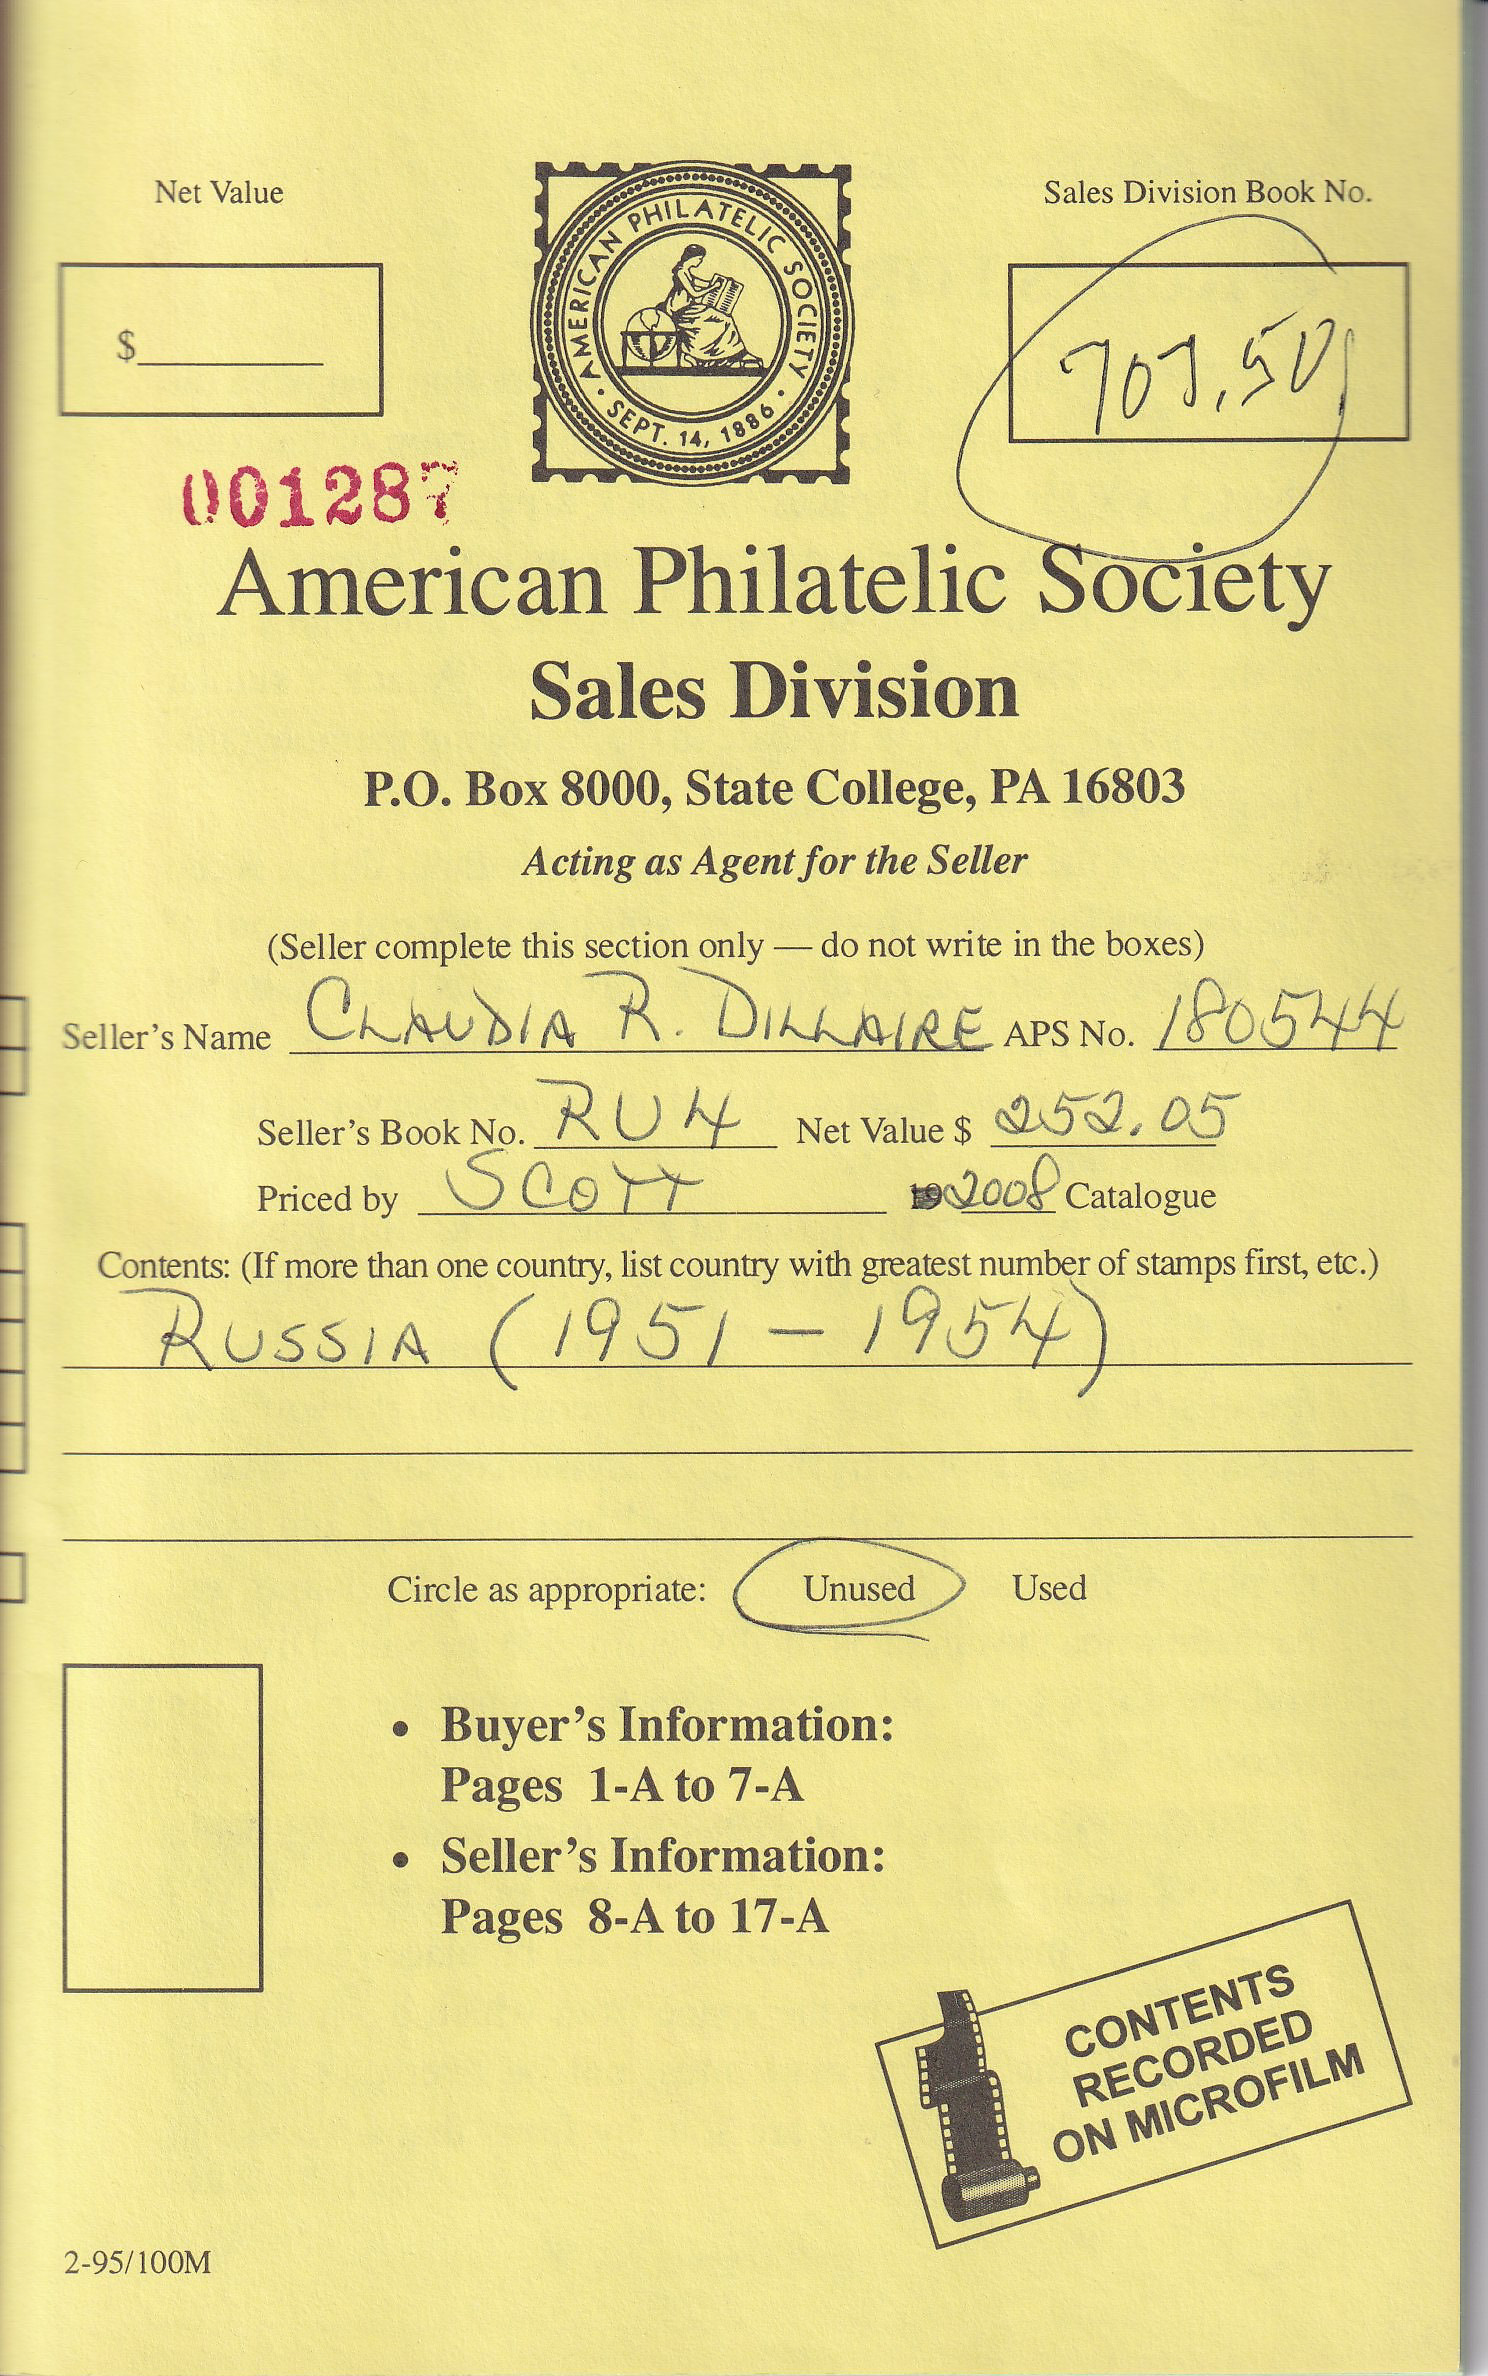 Net Value
Sales Division Book No.
AMERICAN PHILATELIC SOCIETY
SEPT. 14, 1886
$
707.50
001287
American Philatelic Society
Sales Division
P.O. Box 8000, State College, PA 16803
Acting as Agent for the Seller
(Seller complete this section only — do not write in the boxes)
Seller's Name CLAUDIA R. DILLAIRE APS No. 180544
Seller's Book No. RU4 Net Value $ 252.05
Priced by SCOTT 19 2008 Catalogue
Contents: (If more than one country, list country with greatest number of stamps first, etc.)
RUSSIA (1951 – 1954)
Circle as appropriate: Unused Used
• Buyer's Information:
Pages 1-A to 7-A
• Seller's Information:
Pages 8-A to 17-A
CONTENTS
RECORDED
ON MICROFILM
2-95/100M